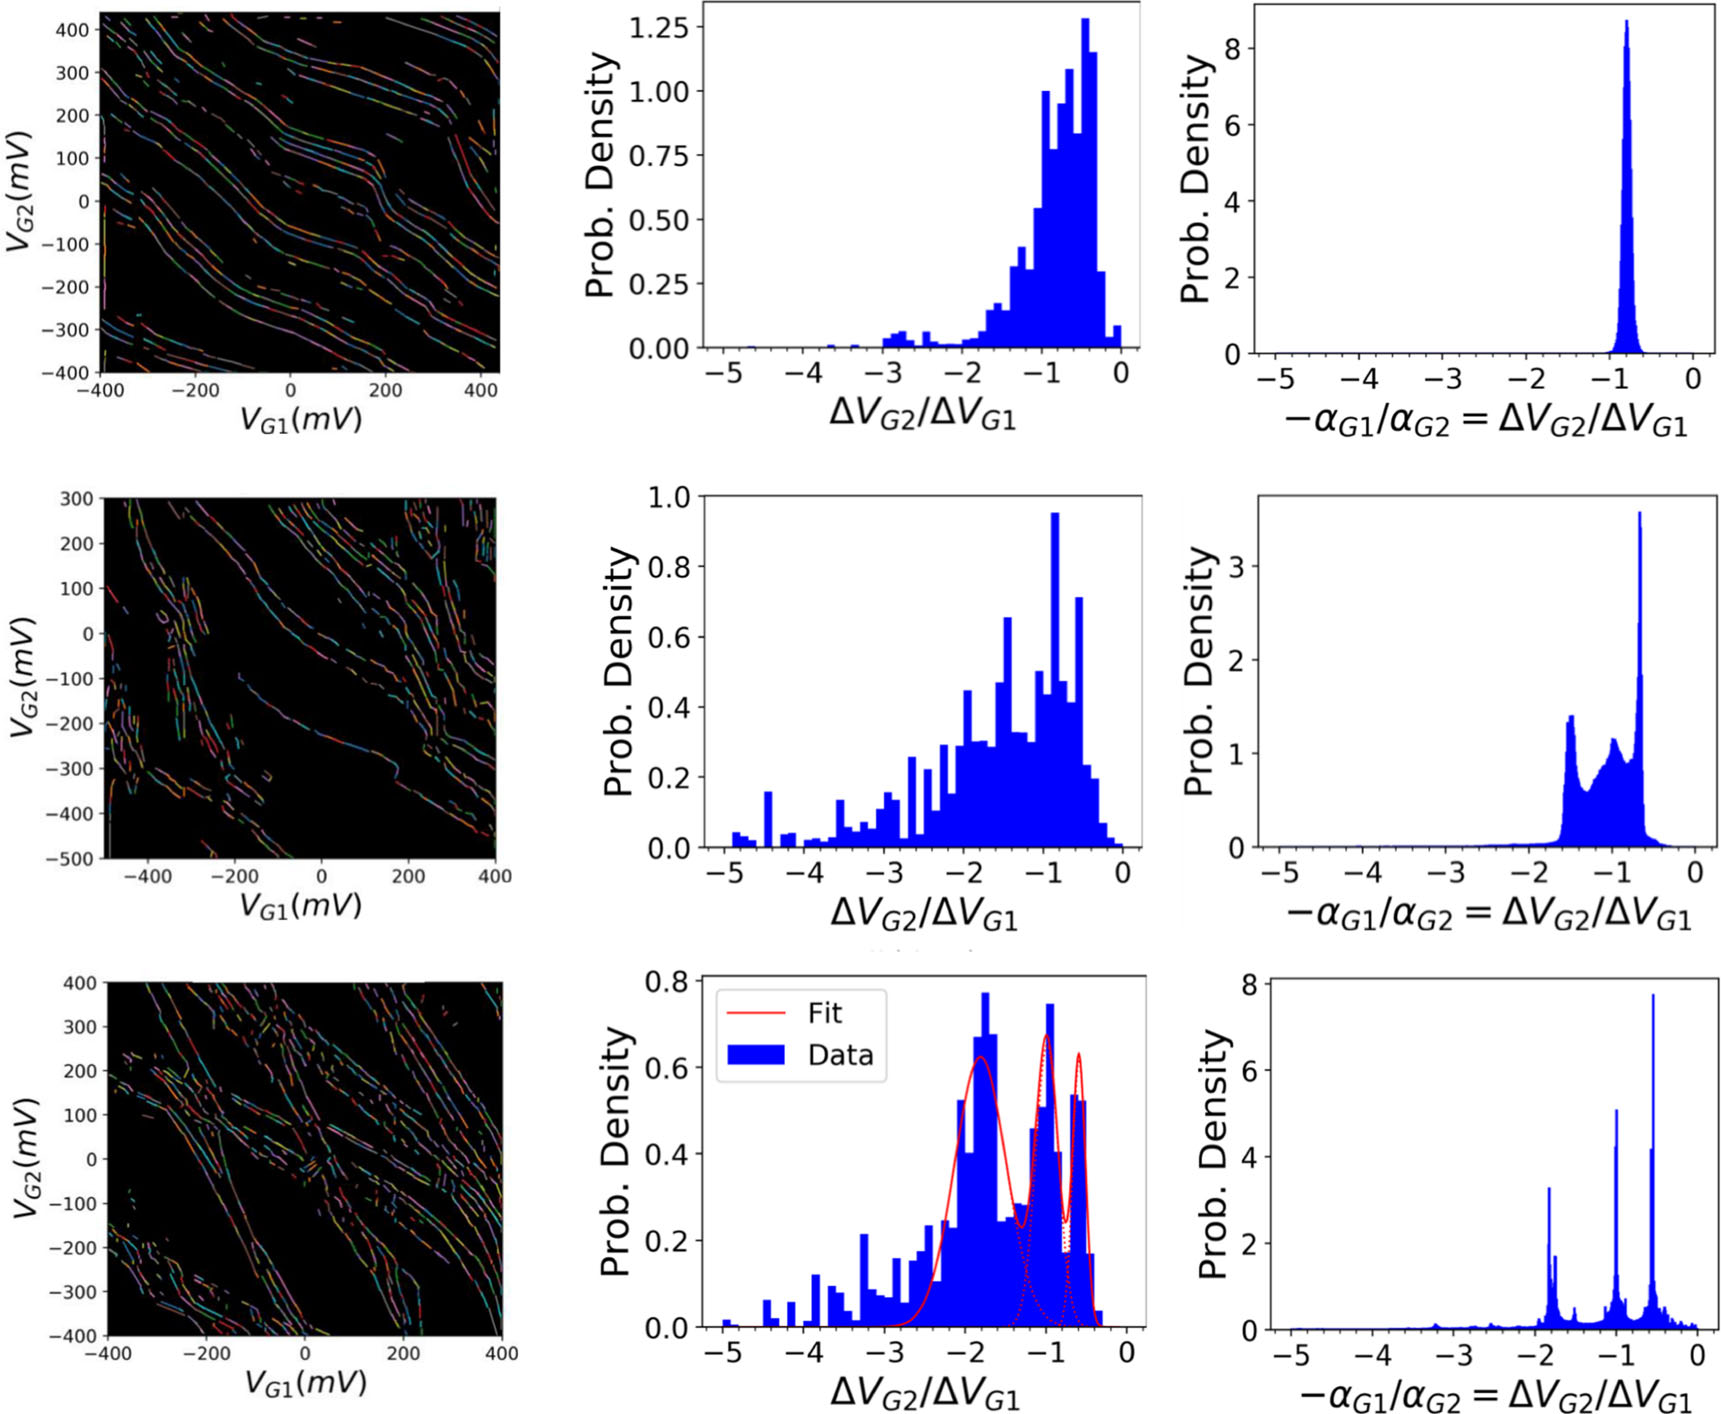 400
300
200
100
0
−100
−200
−300
−400
V_G2(mV)
−400 −200 0 200 400
V_G1(mV)
1.25
1.00
0.75
0.50
0.25
0.00
Prob. Density
−5 −4 −3 −2 −1 0
ΔV_G2/ΔV_G1
8
6
4
2
0
Prob. Density
−5 −4 −3 −2 −1 0
−α_G1/α_G2 = ΔV_G2/ΔV_G1
300
200
100
0
−100
−200
−300
−400
−500
V_G2(mV)
−400 −200 0 200 400
V_G1(mV)
1.0
0.8
0.6
0.4
0.2
0.0
Prob. Density
−5 −4 −3 −2 −1 0
ΔV_G2/ΔV_G1
3
2
1
0
Prob. Density
−5 −4 −3 −2 −1 0
−α_G1/α_G2 = ΔV_G2/ΔV_G1
400
300
200
100
0
−100
−200
−300
−400
V_G2(mV)
−400 −200 0 200 400
V_G1(mV)
0.8
0.6
0.4
0.2
0.0
Prob. Density
Fit
Data
−5 −4 −3 −2 −1 0
ΔV_G2/ΔV_G1
8
6
4
2
0
Prob. Density
−5 −4 −3 −2 −1 0
−α_G1/α_G2 = ΔV_G2/ΔV_G1